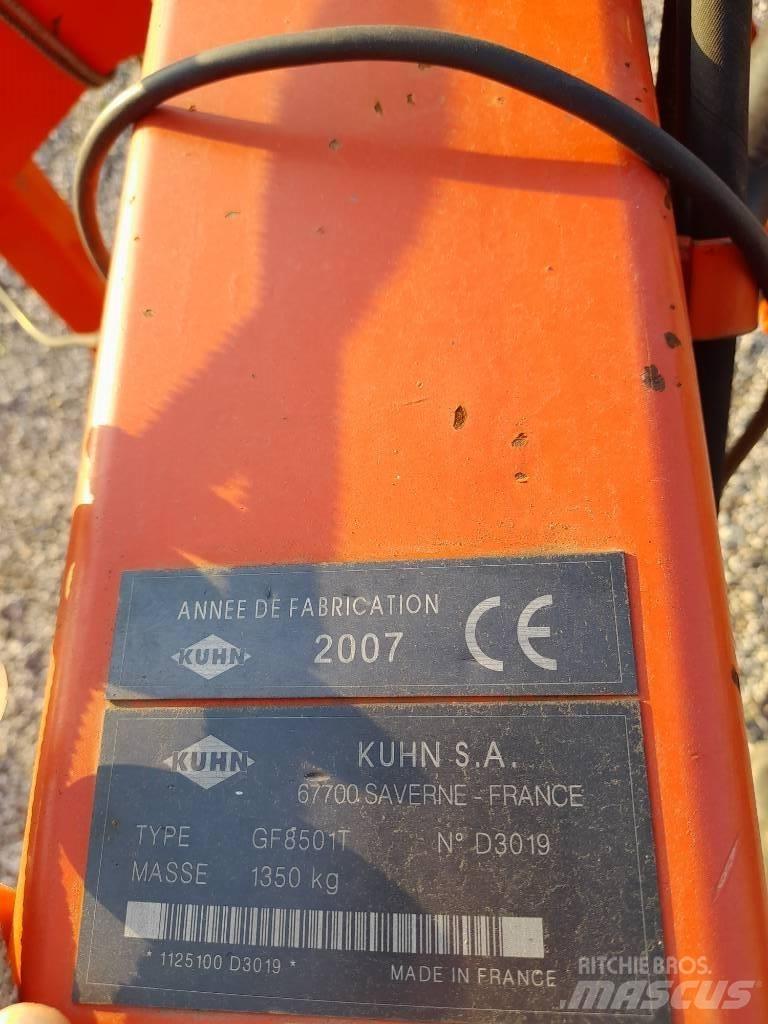 ANNEE DE FABRICATION
KUHN 2007 CE
KUHN KUHN S.A.
67700 SAVERNE - FRANCE
TYPE GF8501T N° D3019
MASSE 1350 kg
* 1125100 D3019 * MADE IN FRANCE
RITCHIE BROS.
MASCUS